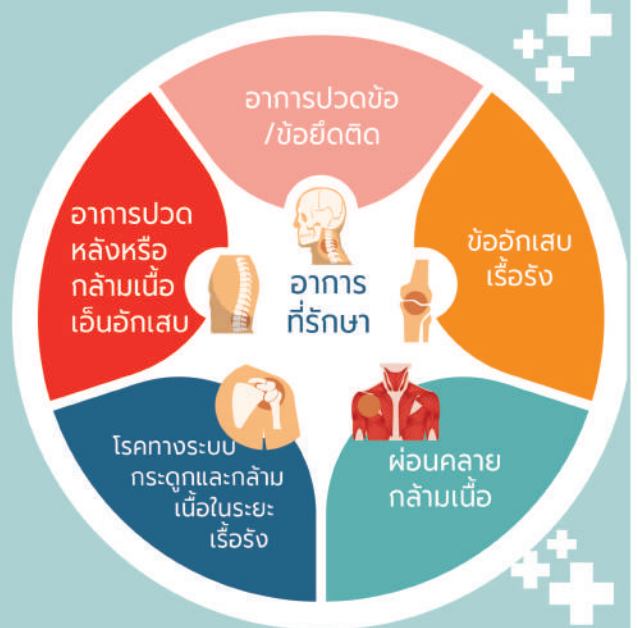 อาการปวดข้อ
/ข้อยึดติด
อาการปวด
หลังหรือ
กล้ามเนื้อ
เอ็นอักเสบ
ข้ออักเสบ
เรื้อรัง
อาการ
ที่รักษา
โรคทางระบบ
กระดูกและกล้าม
เนื้อในระยะ
เรื้อรัง
ผ่อนคลาย
กล้ามเนื้อ